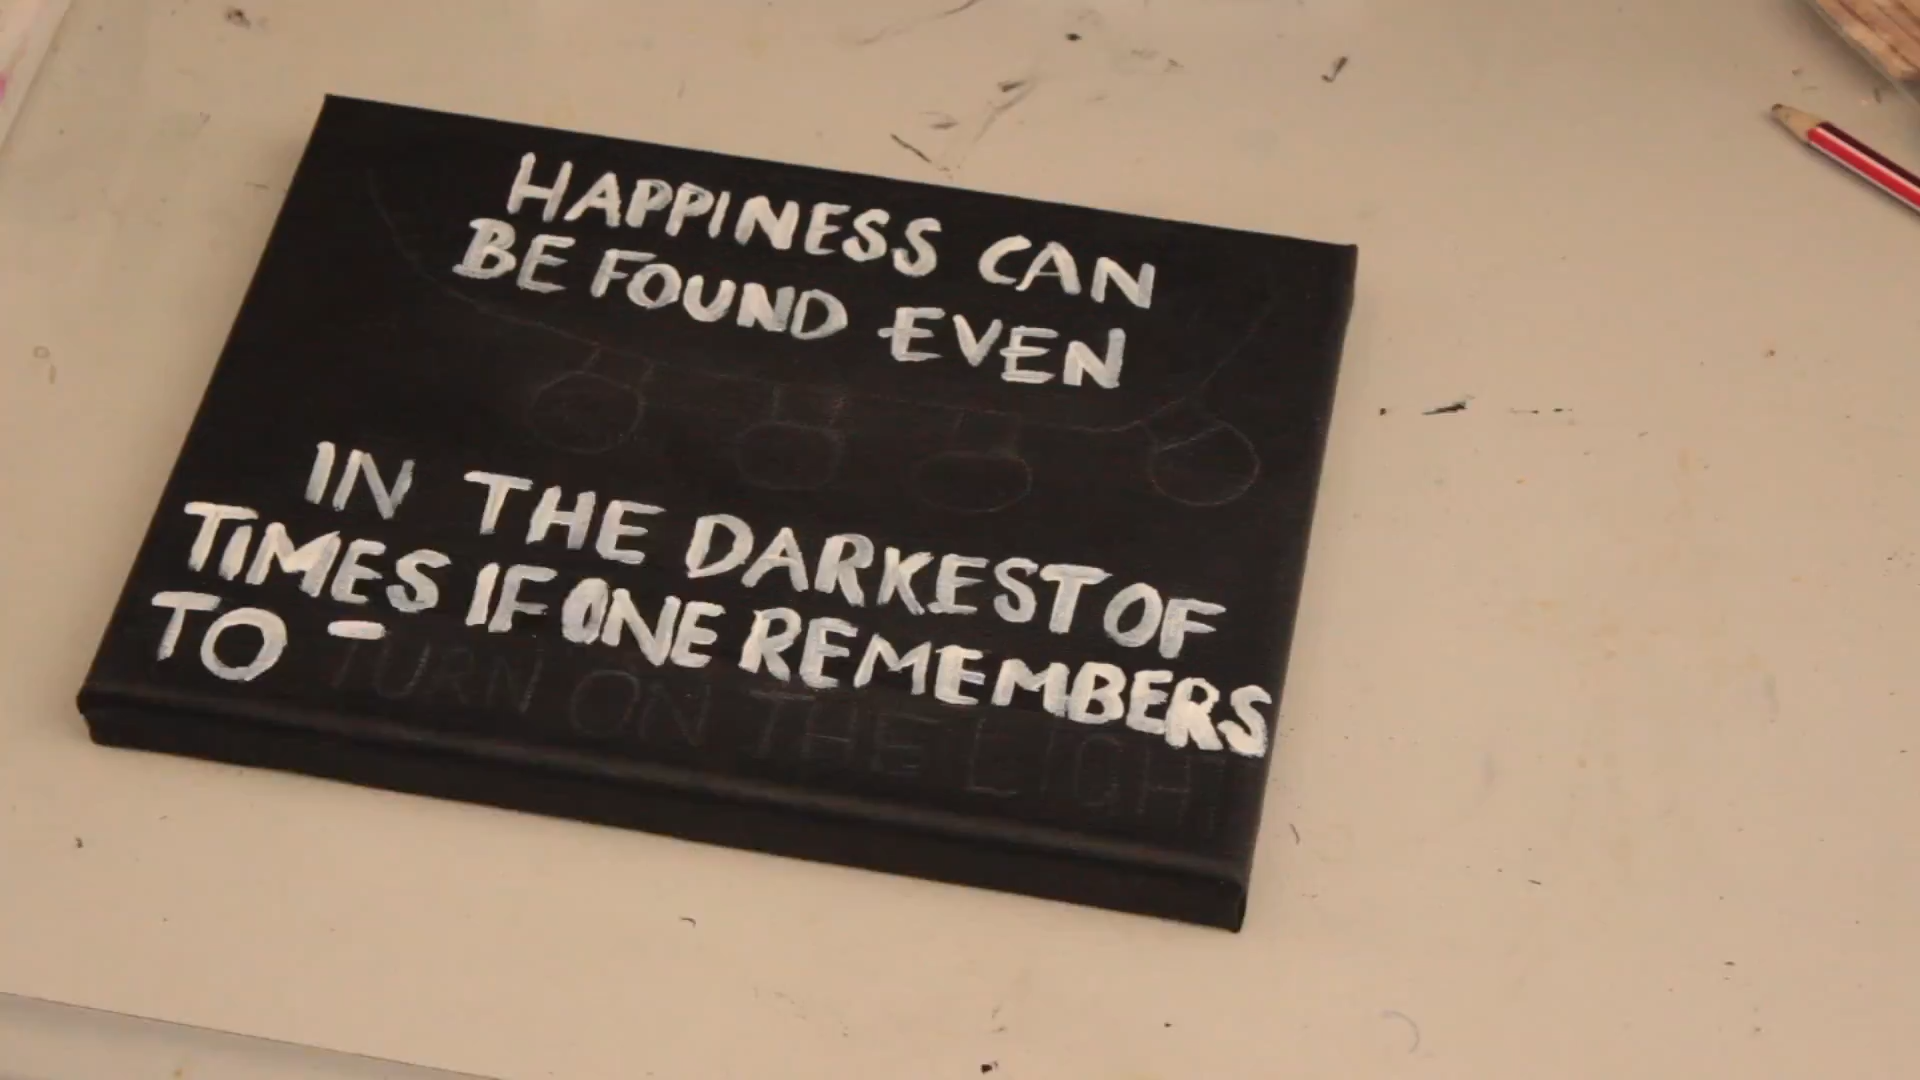 HAPPINESS CAN
BE FOUND EVEN
IN THE DARKEST OF
TIMES IF ONE REMEMBERS
TO TURN ON THE LIGHT